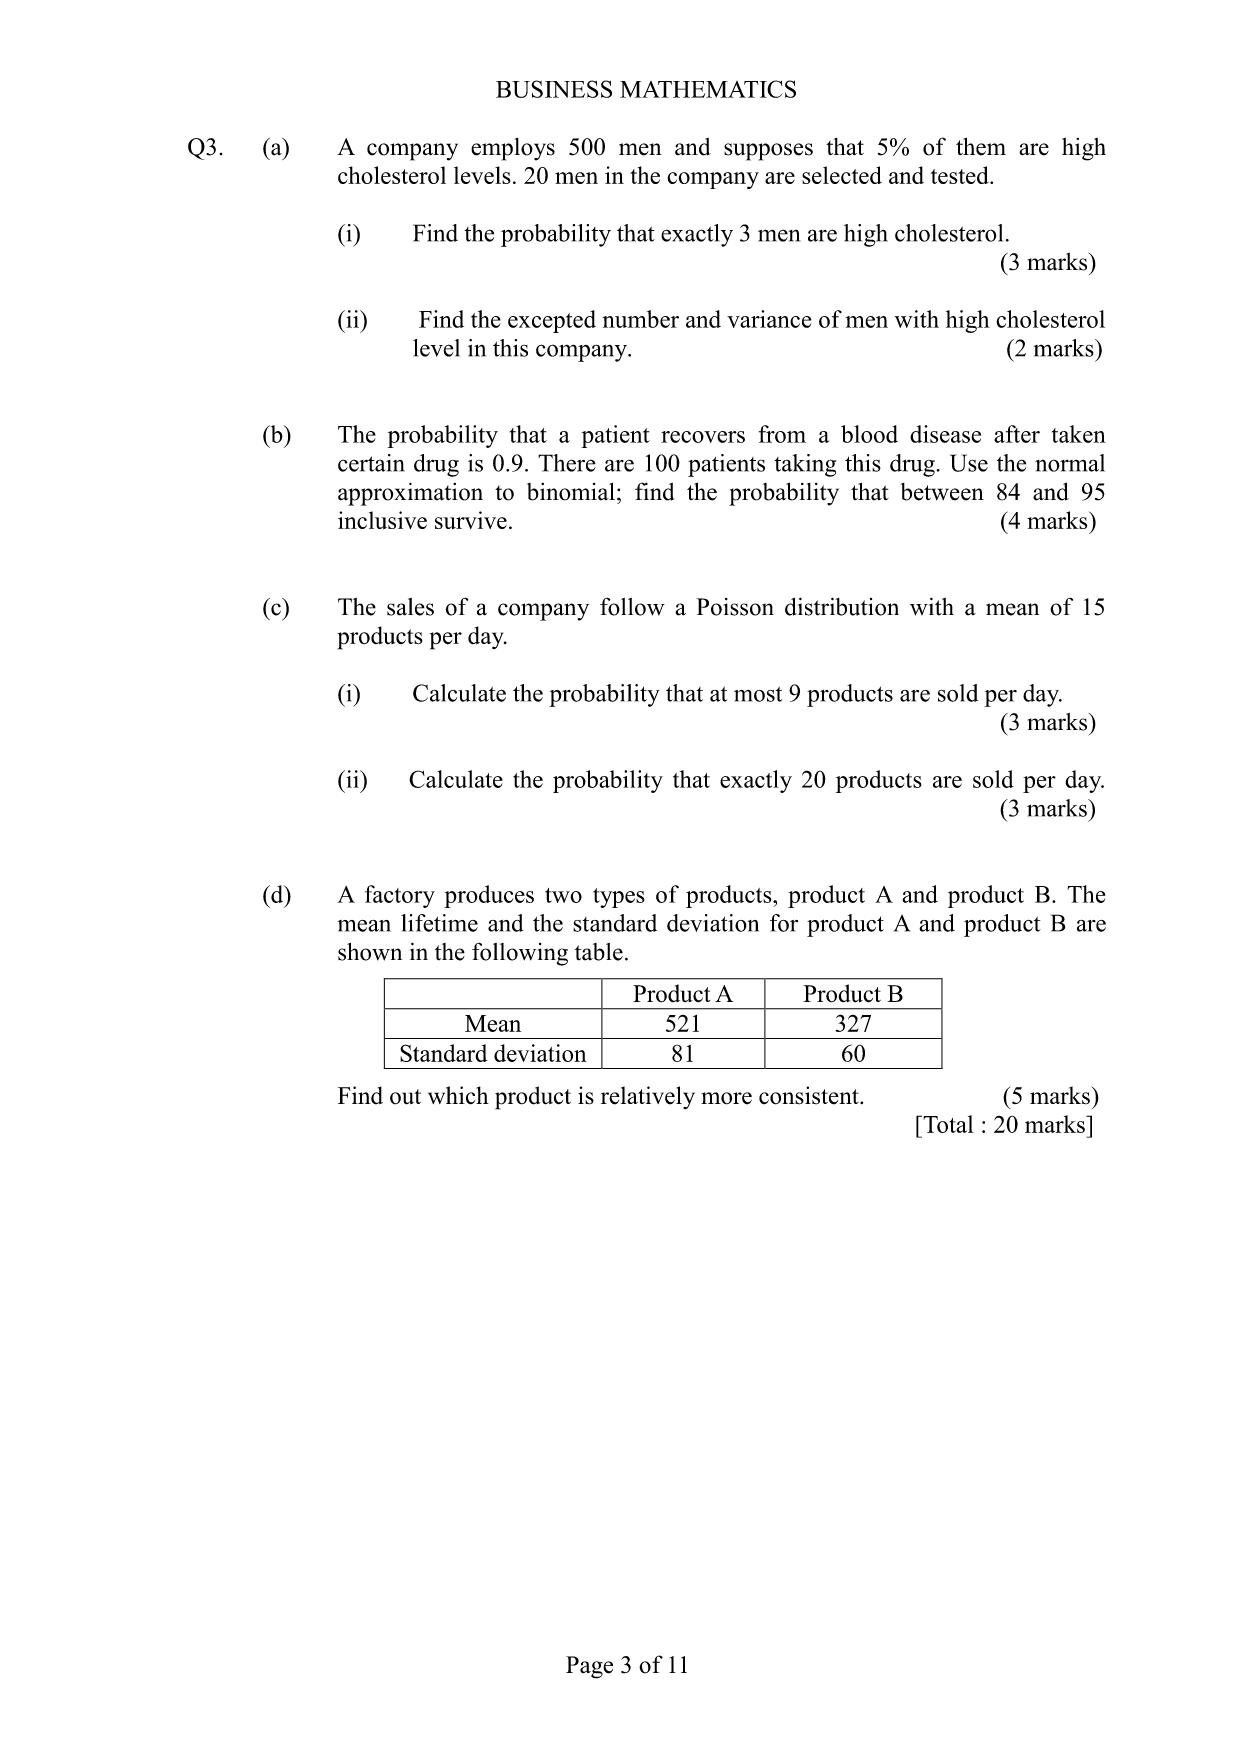 BUSINESS MATHEMATICS
Q3. (a) A company employs 500 men and supposes that 5% of them are high
cholesterol levels. 20 men in the company are selected and tested.
(i) Find the probability that exactly 3 men are high cholesterol.
(3 marks)
(ii) Find the excepted number and variance of men with high cholesterol
level in this company. (2 marks)
(b) The probability that a patient recovers from a blood disease after taken
certain drug is 0.9. There are 100 patients taking this drug. Use the normal
approximation to binomial; find the probability that between 84 and 95
inclusive survive. (4 marks)
(c) The sales of a company follow a Poisson distribution with a mean of 15
products per day.
(i) Calculate the probability that at most 9 products are sold per day.
(3 marks)
(ii) Calculate the probability that exactly 20 products are sold per day.
(3 marks)
(d) A factory produces two types of products, product A and product B. The
mean lifetime and the standard deviation for product A and product B are
shown in the following table.
Product A Product B
Mean 521 327
Standard deviation 81 60
Find out which product is relatively more consistent. (5 marks)
[Total : 20 marks]
Page 3 of 11